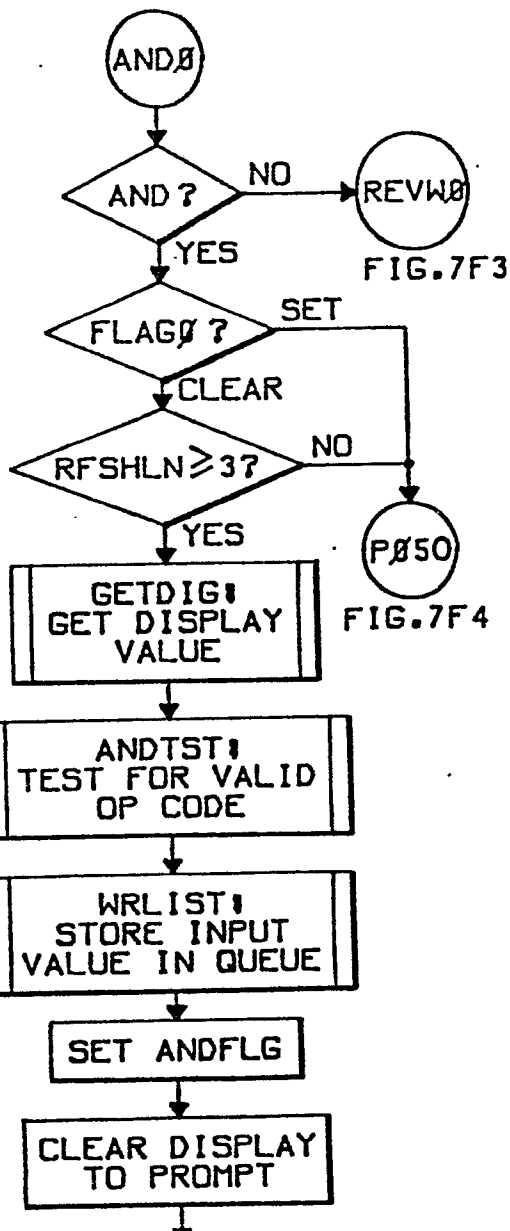 ANDØ
AND ?
NO
REVWØ
FIG.7F3
YES
FLAGØ ?
SET
CLEAR
RFSHLN ≥ 3?
NO
YES
PØ50
FIG.7F4
GETDIG:
GET DISPLAY
VALUE
ANDTST:
TEST FOR VALID
OP CODE
WRLIST:
STORE INPUT
VALUE IN QUEUE
SET ANDFLG
CLEAR DISPLAY
TO PROMPT